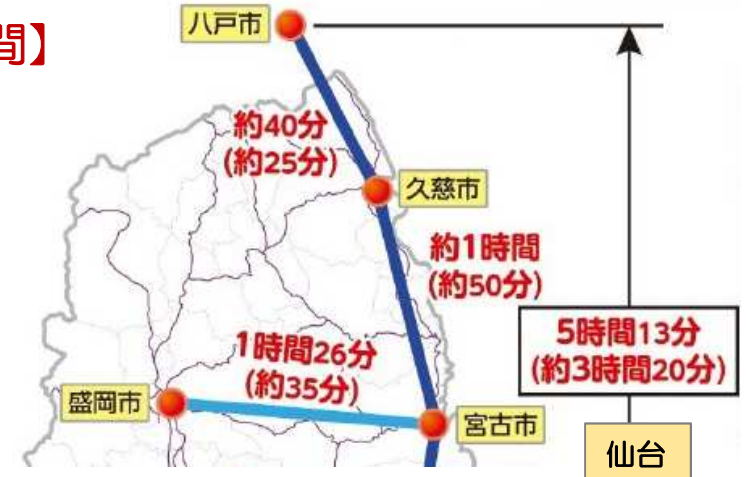 間】
八戸市
約40分
(約25分)
久慈市
約1時間
(約50分)
5時間13分
(約3時間20分)
1時間26分
(約35分)
盛岡市
宮古市
仙台